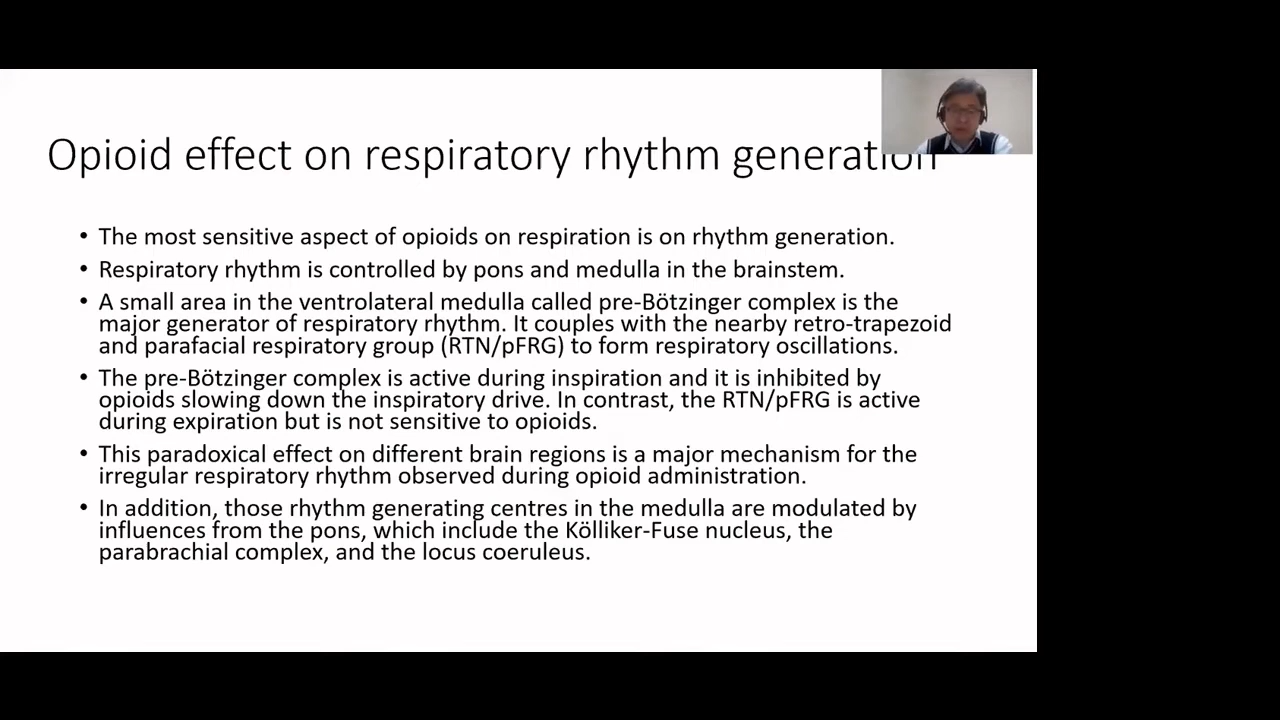 Opioid effect on respiratory rhythm generation
• The most sensitive aspect of opioids on respiration is on rhythm generation.
• Respiratory rhythm is controlled by pons and medulla in the brainstem.
• A small area in the ventrolateral medulla called pre-Bötzinger complex is the
major generator of respiratory rhythm. It couples with the nearby retro-trapezoid
and parafacial respiratory group (RTN/pFRG) to form respiratory oscillations.
• The pre-Bötzinger complex is active during inspiration and it is inhibited by
opioids slowing down the inspiratory drive. In contrast, the RTN/pFRG is active
during expiration but is not sensitive to opioids.
• This paradoxical effect on different brain regions is a major mechanism for the
irregular respiratory rhythm observed during opioid administration.
• In addition, those rhythm generating centres in the medulla are modulated by
influences from the pons, which include the Kölliker-Fuse nucleus, the
parabrachial complex, and the locus coeruleus.